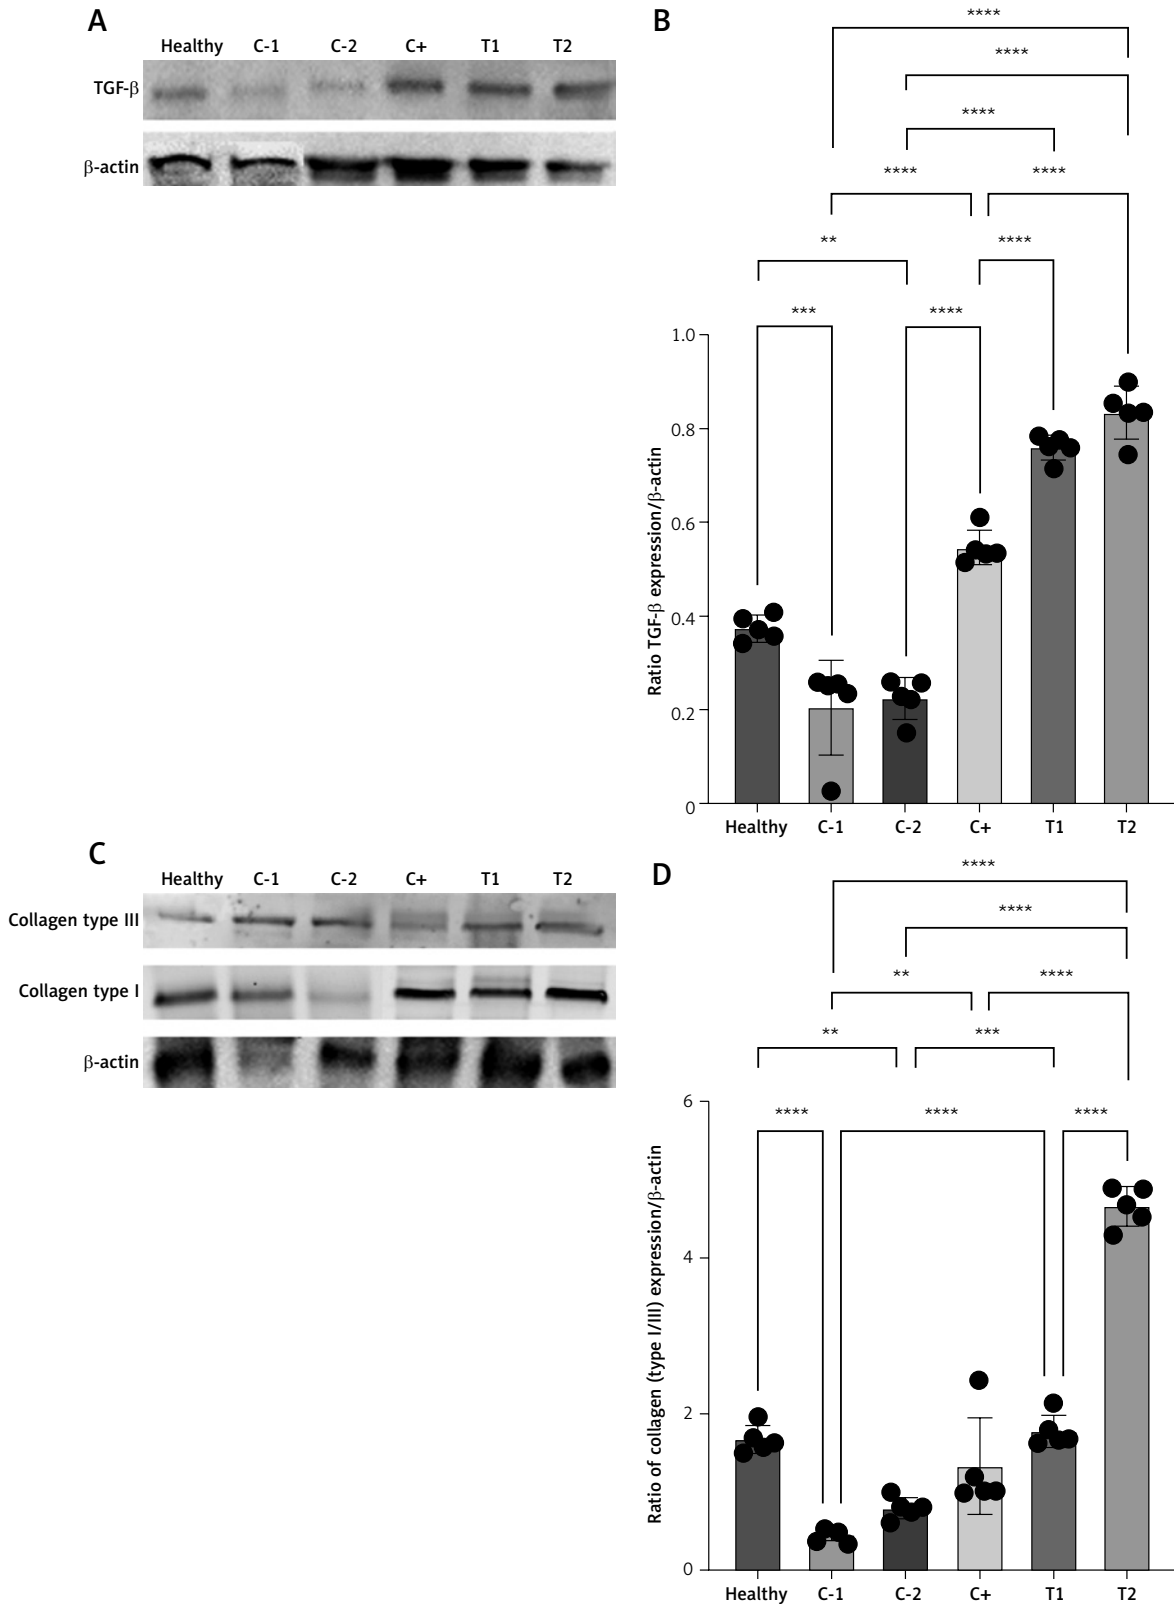 A
Healthy C-1 C-2 C+ T1 T2
TGF-β
β-actin
B
****
****
****
**** ****
** ****
*** ****
Ratio TGF-β expression/β-actin
1.0
0.8
0.6
0.4
0.2
0
Healthy C-1 C-2 C+ T1 T2
C
Healthy C-1 C-2 C+ T1 T2
Collagen type III
Collagen type I
β-actin
D
****
****
** ****
** ***
**** **** ****
Ratio of collagen (type I/III) expression/β-actin
6
4
2
0
Healthy C-1 C-2 C+ T1 T2